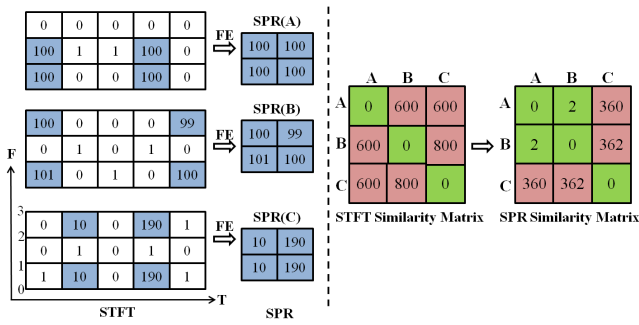 SPR(A)
0 0 0 0 0
FE
100 1 1 100 0
100 100
100 0 0 100 0
100 100
SPR(B)
100 0 0 0 99
FE
0 1 0 1 0
100 99
101 0 1 0 100
101 100
F
3
2
1
0
SPR(C)
0 10 0 190 1
FE
0 1 0 1 0
10 190
1 10 0 190 1
10 190
T
STFT
SPR
A B C
A 0 600 600
B 600 0 800
C 600 800 0
STFT Similarity Matrix
A B C
A 0 2 360
B 2 0 362
C 360 362 0
SPR Similarity Matrix